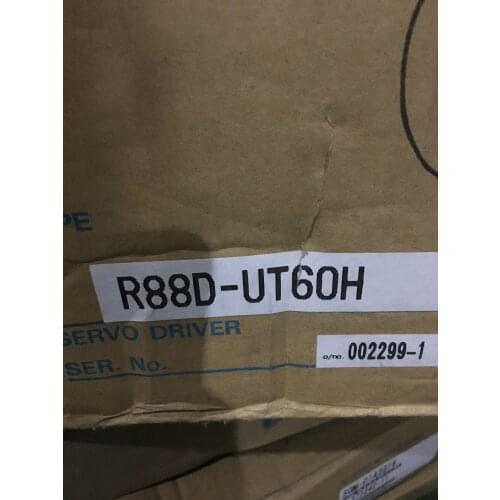 PE
R88D-UT60H
SERVO DRIVER
o/no. 002299-1
SER. No.